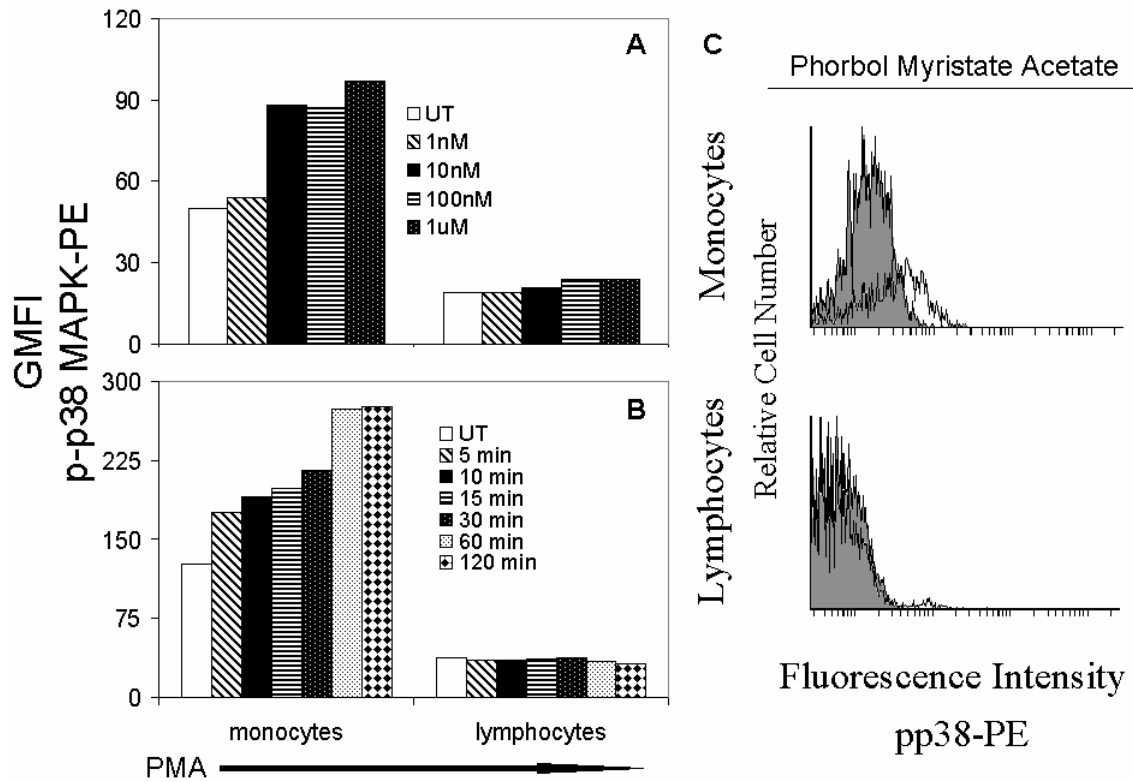 GMFI
p-p38 MAPK-PE
120
90
60
30
0
A
UT
1nM
10nM
100nM
1uM
300
225
150
75
0
B
UT
5 min
10 min
15 min
30 min
60 min
120 min
monocytes
lymphocytes
PMA
C
Phorbol Myristate Acetate
Monocytes
Lymphocytes
Relative Cell Number
Fluorescence Intensity
pp38-PE